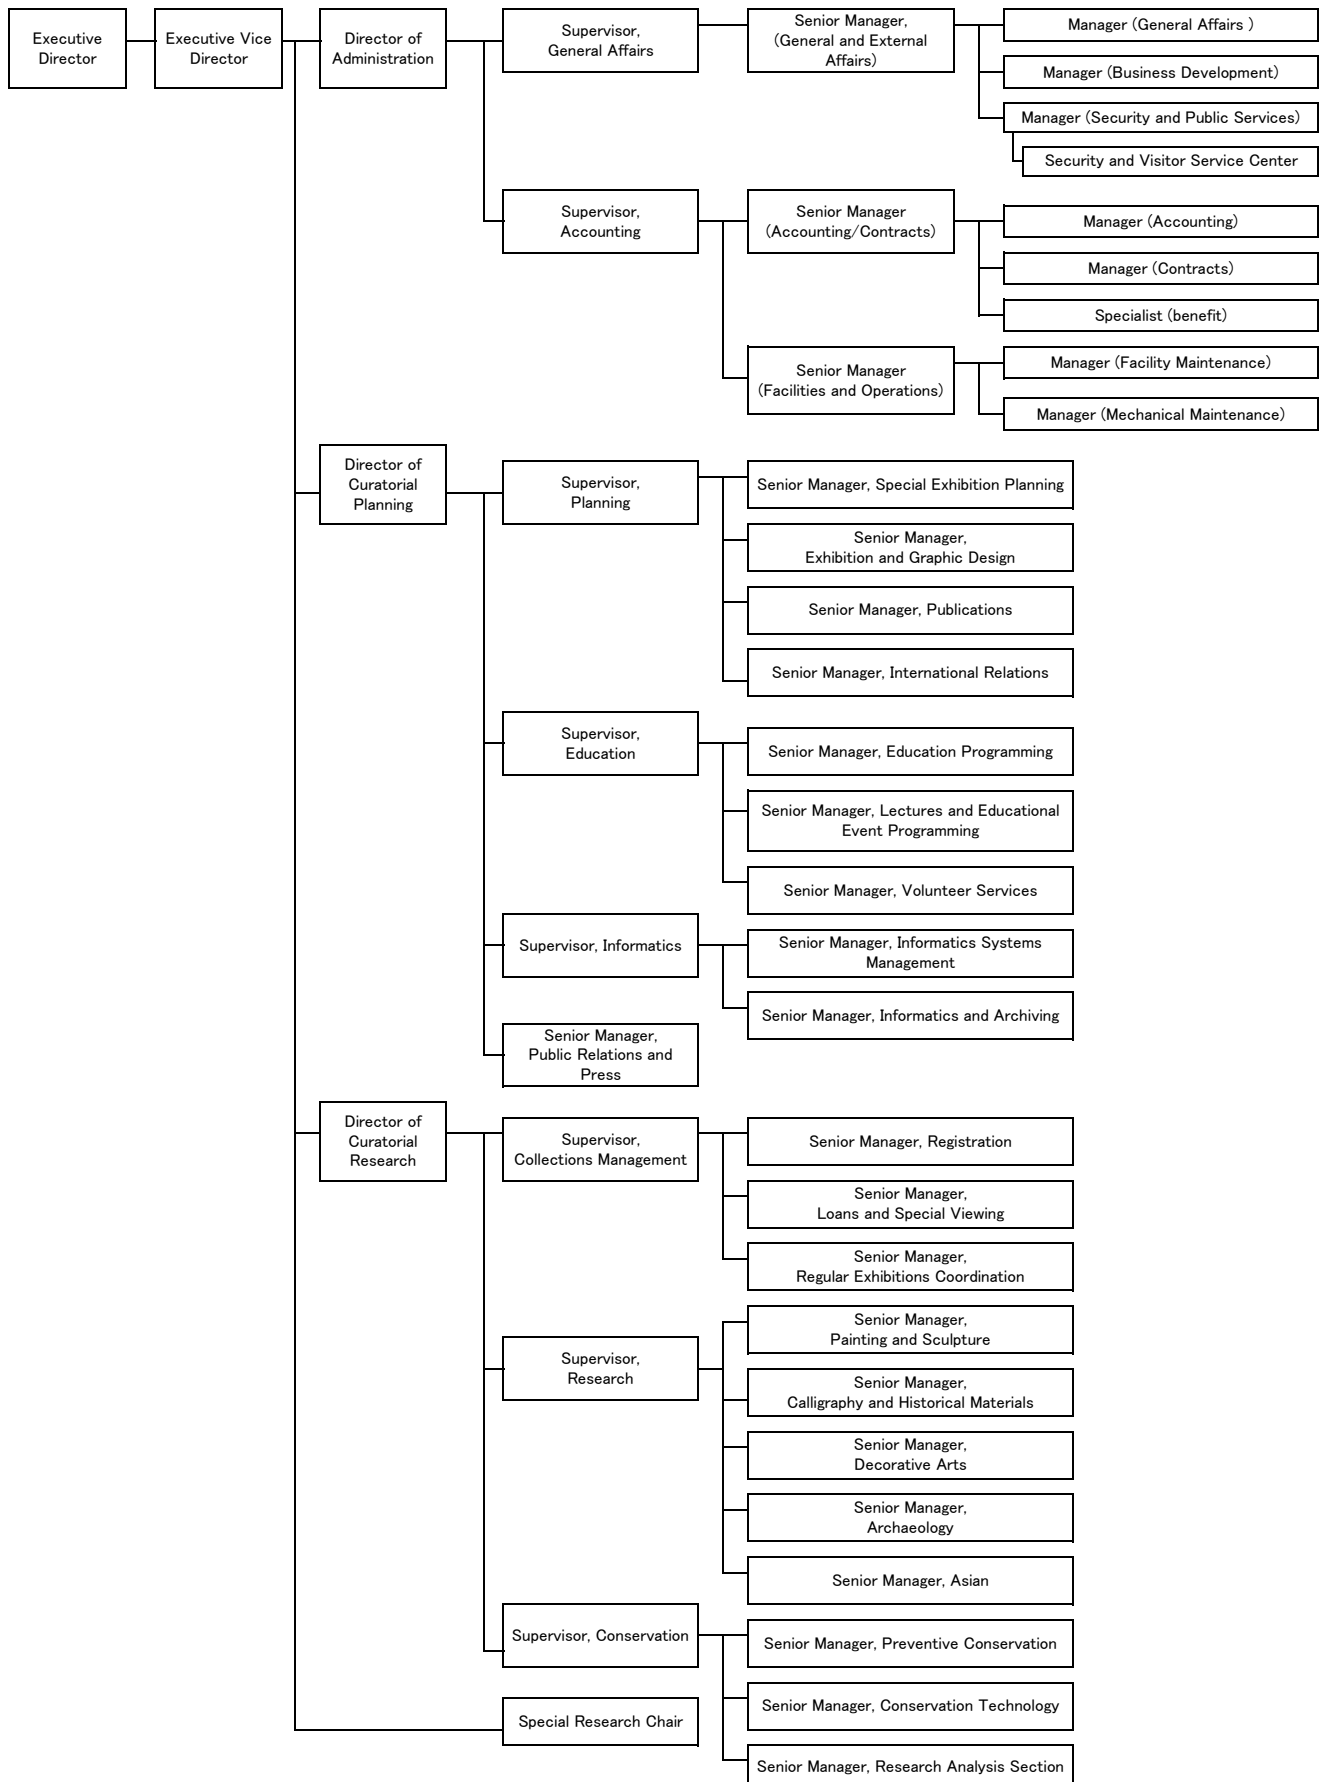 Executive
Director
Executive Vice
Director
Director of
Administration
Supervisor,
General Affairs
Senior Manager,
(General and External
Affairs)
Manager (General Affairs )
Manager (Business Development)
Manager (Security and Public Services)
Security and Visitor Service Center
Supervisor,
Accounting
Senior Manager
(Accounting/Contracts)
Manager (Accounting)
Manager (Contracts)
Specialist (benefit)
Senior Manager
(Facilities and Operations)
Manager (Facility Maintenance)
Manager (Mechanical Maintenance)
Director of
Curatorial
Planning
Supervisor,
Planning
Senior Manager, Special Exhibition Planning
Senior Manager,
Exhibition and Graphic Design
Senior Manager, Publications
Senior Manager, International Relations
Supervisor,
Education
Senior Manager, Education Programming
Senior Manager, Lectures and Educational
Event Programming
Senior Manager, Volunteer Services
Supervisor, Informatics
Senior Manager, Informatics Systems
Management
Senior Manager, Informatics and Archiving
Senior Manager,
Public Relations and
Press
Director of
Curatorial
Research
Supervisor,
Collections Management
Senior Manager, Registration
Senior Manager,
Loans and Special Viewing
Senior Manager,
Regular Exhibitions Coordination
Supervisor,
Research
Senior Manager,
Painting and Sculpture
Senior Manager,
Calligraphy and Historical Materials
Senior Manager,
Decorative Arts
Senior Manager,
Archaeology
Senior Manager, Asian
Supervisor, Conservation
Senior Manager, Preventive Conservation
Senior Manager, Conservation Technology
Senior Manager, Research Analysis Section
Special Research Chair